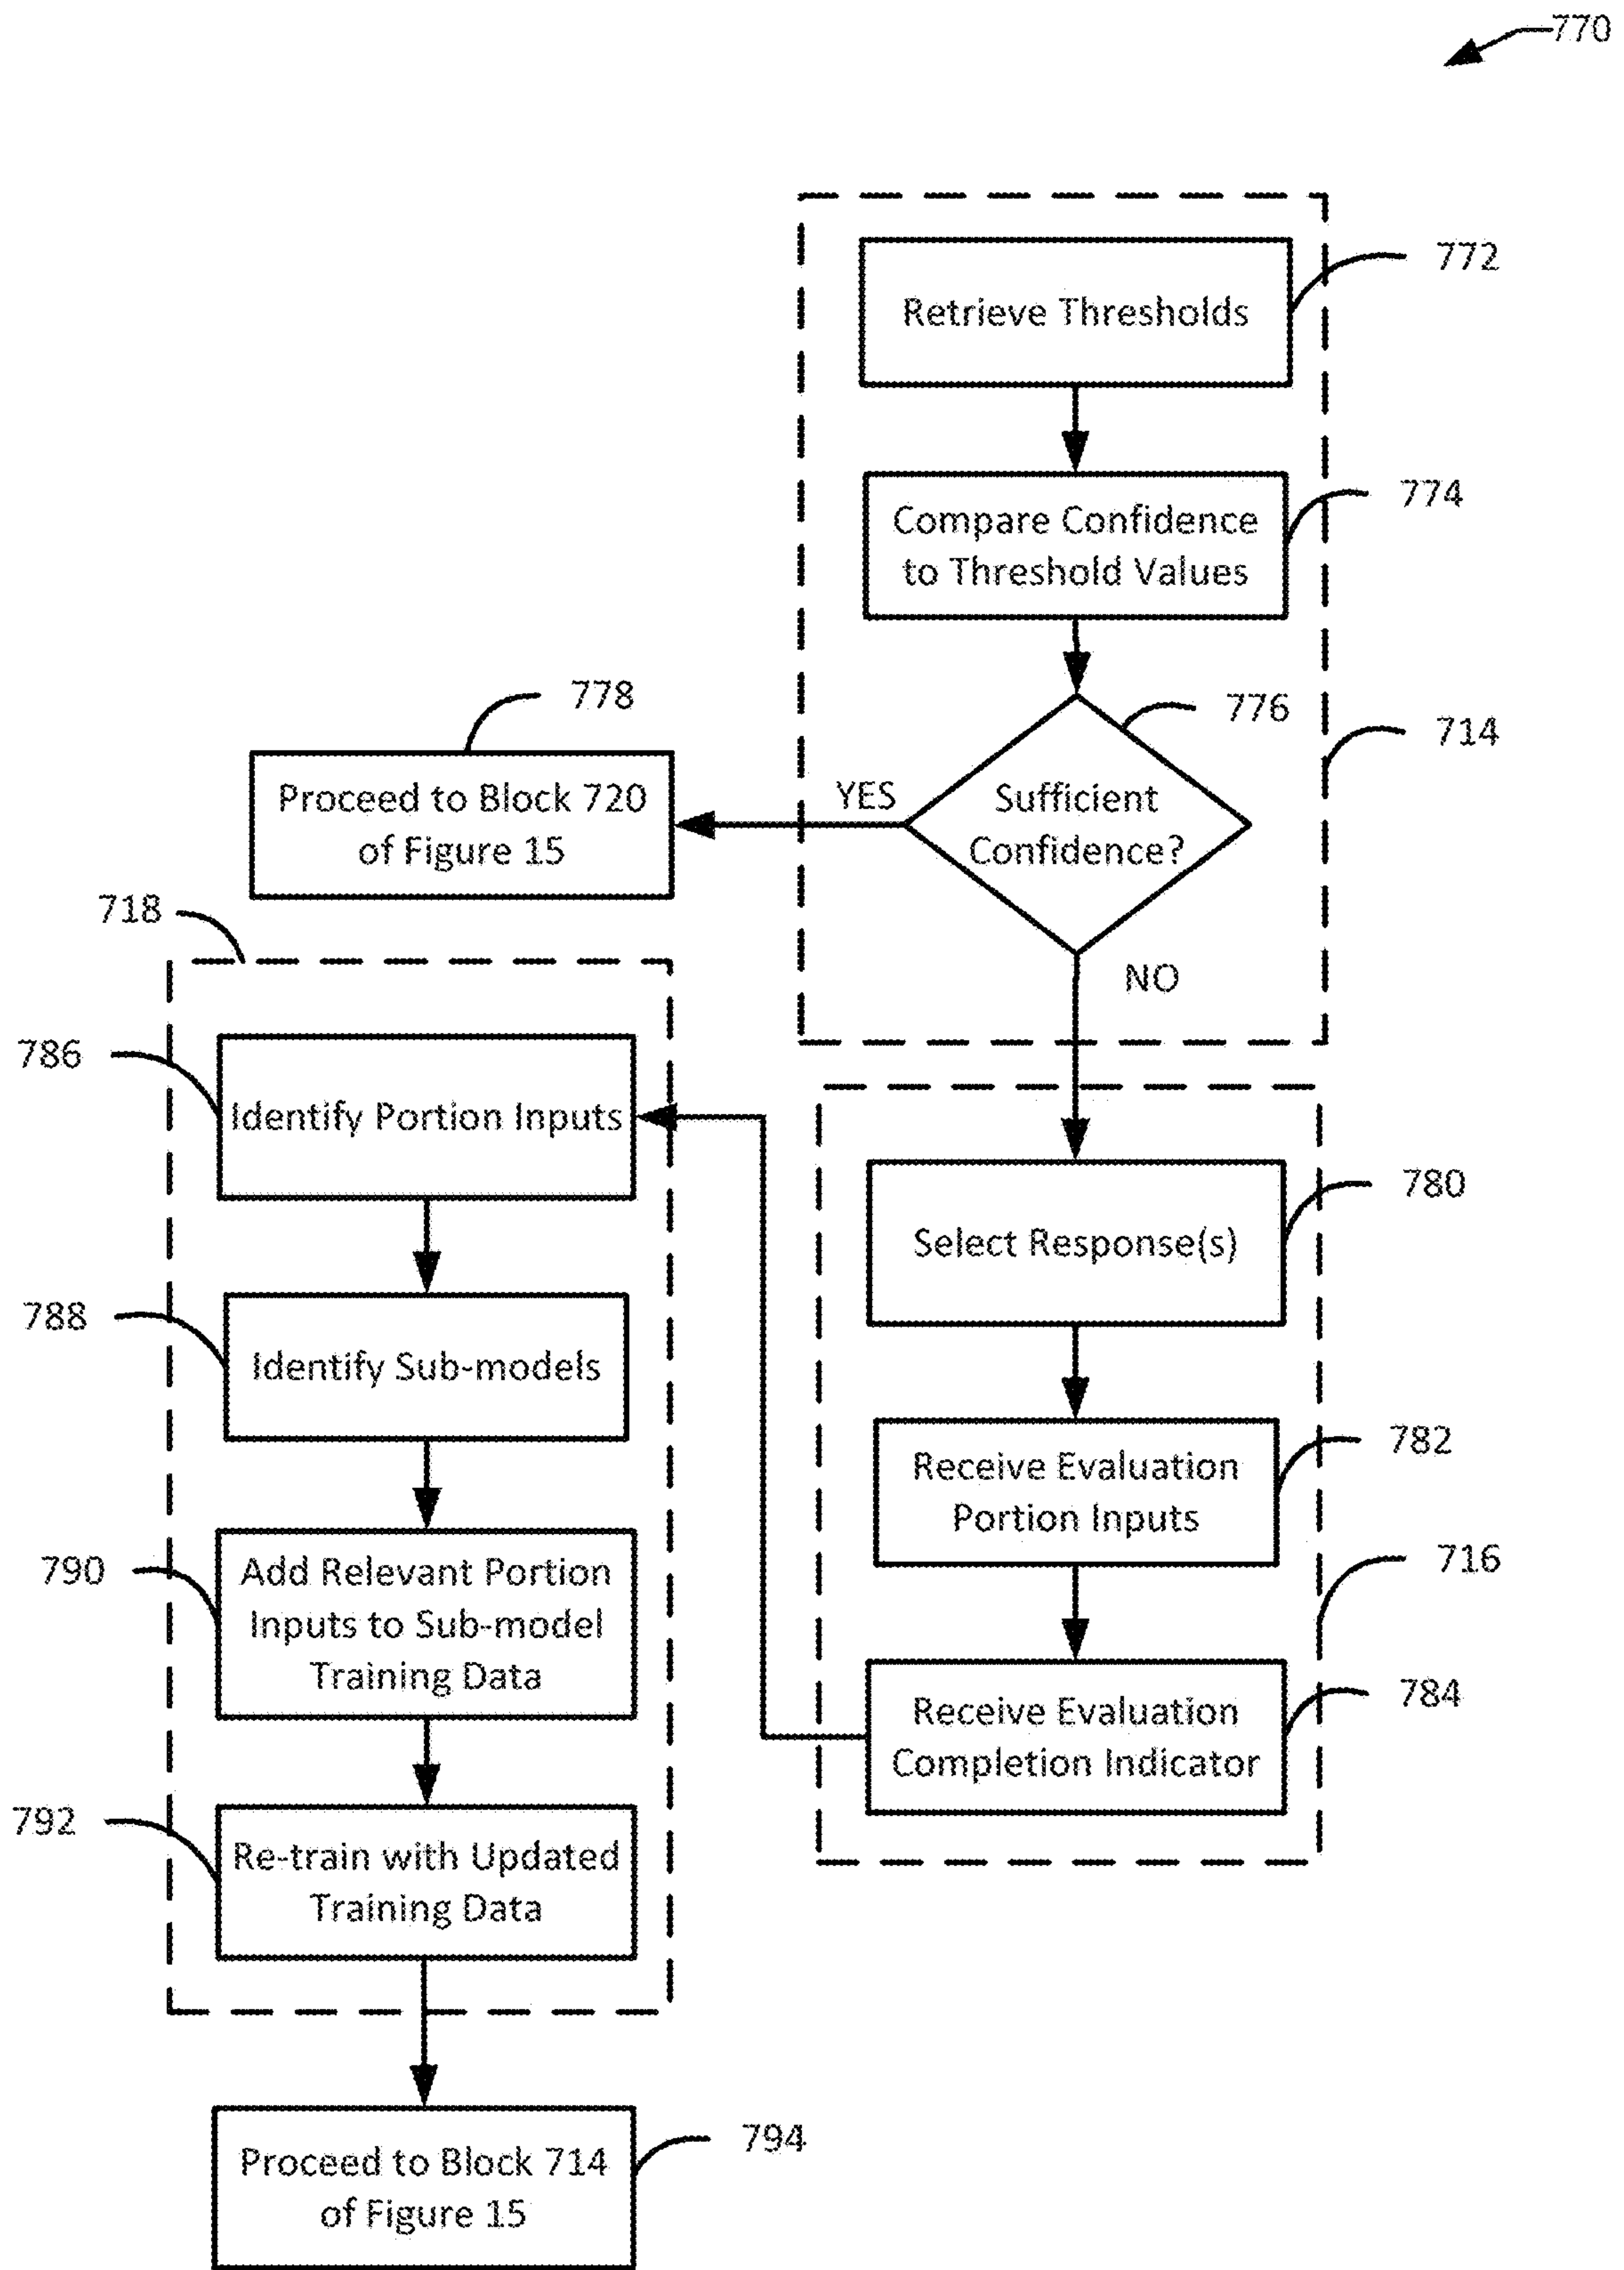 770
772
Retrieve Thresholds
774
Compare Confidence
to Threshold Values
778
776
714
Proceed to Block 720
of Figure 15
YES
Sufficient
Confidence?
718
NO
786
Identify Portion Inputs
780
Select Response(s)
788
Identify Sub-models
782
Receive Evaluation
Portion Inputs
716
790
Add Relevant Portion
Inputs to Sub-model
Training Data
784
Receive Evaluation
Completion Indicator
792
Re-train with Updated
Training Data
794
Proceed to Block 714
of Figure 15